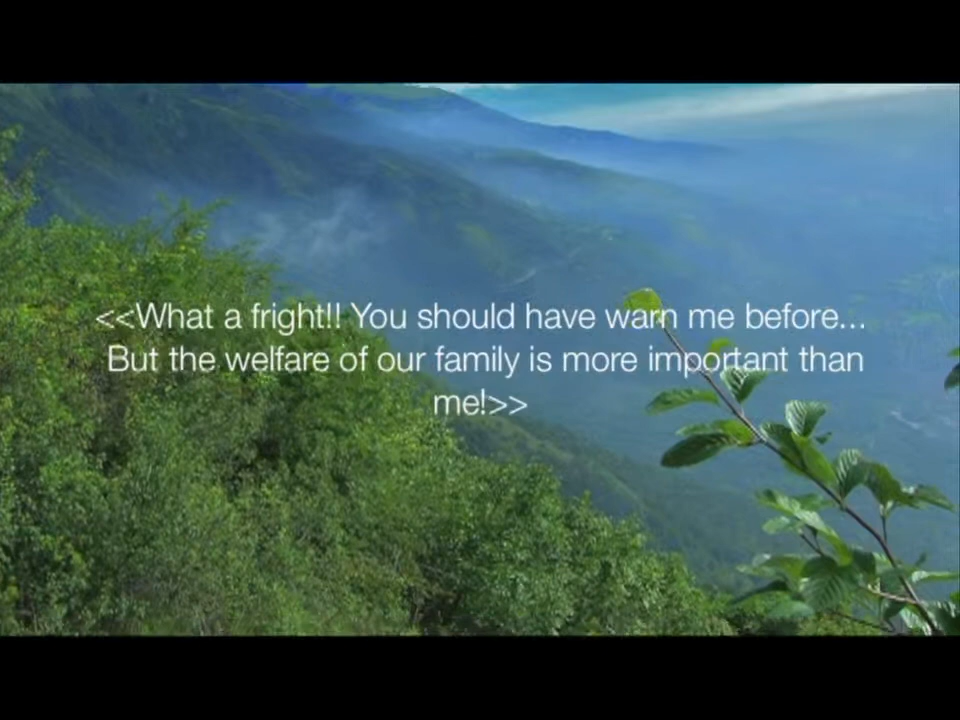 <<What a fright!! You should have warn me before...
But the welfare of our family is more important than
me!>>